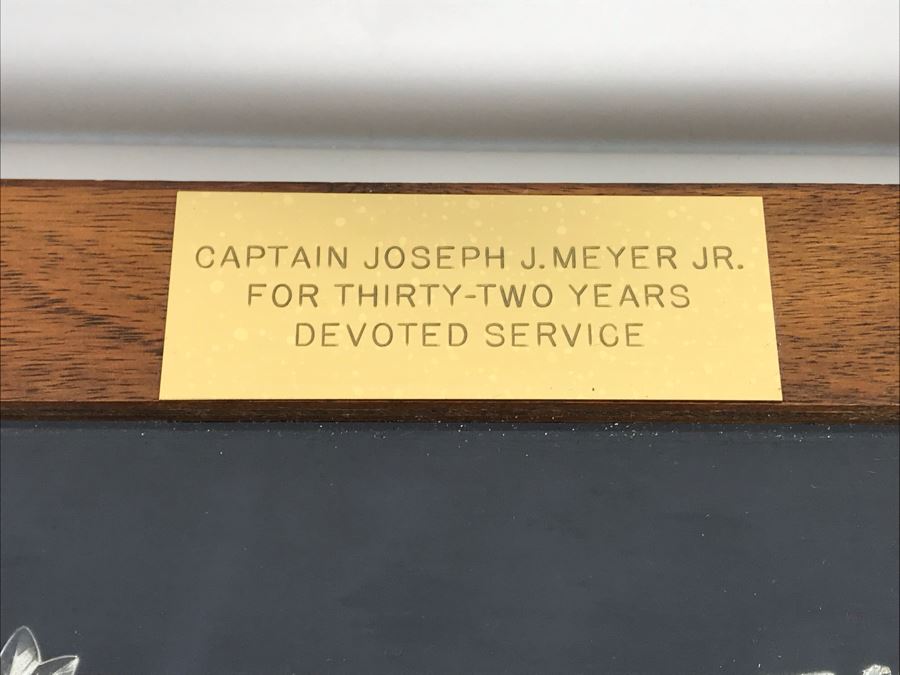 CAPTAIN JOSEPH J. MEYER JR.
FOR THIRTY-TWO YEARS
DEVOTED SERVICE